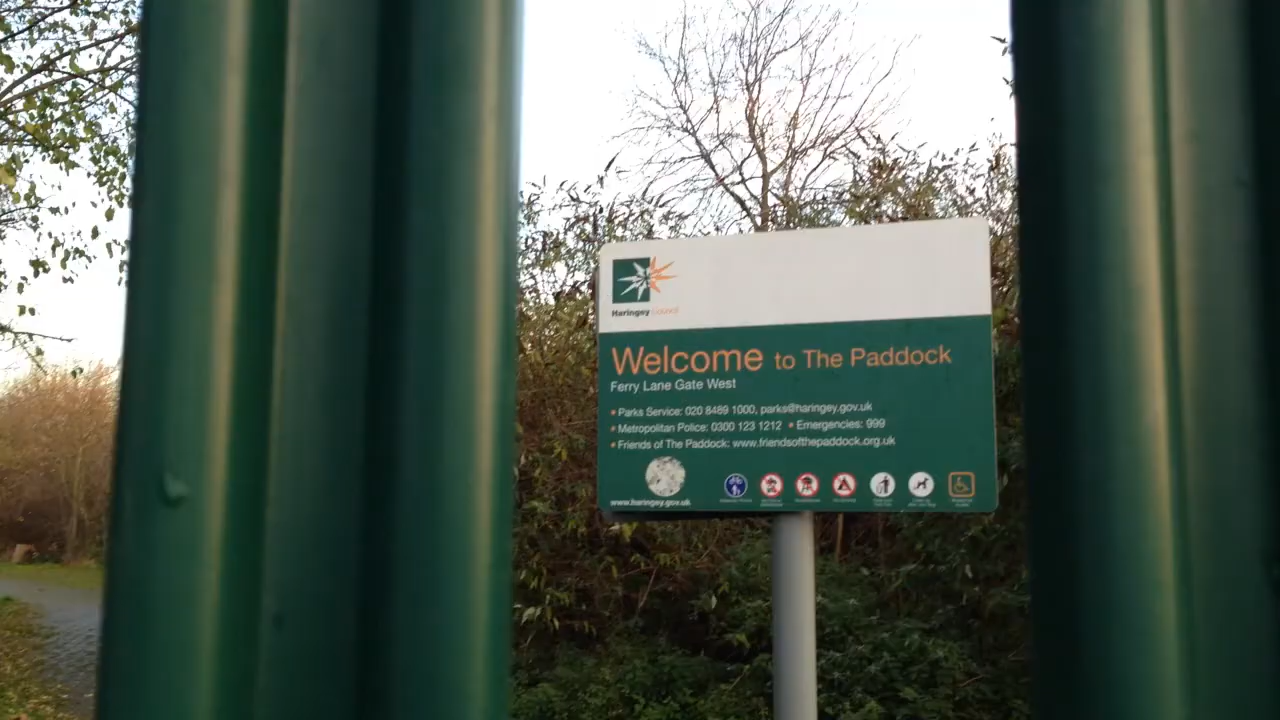 Haringey Council
Welcome to The Paddock
Ferry Lane Gate West
• Parks Service: 020 8489 1000, parks@haringey.gov.uk
• Metropolitan Police: 0300 123 1212 • Emergencies: 999
• Friends of The Paddock: www.friendsofthepaddock.org.uk
www.haringey.gov.uk